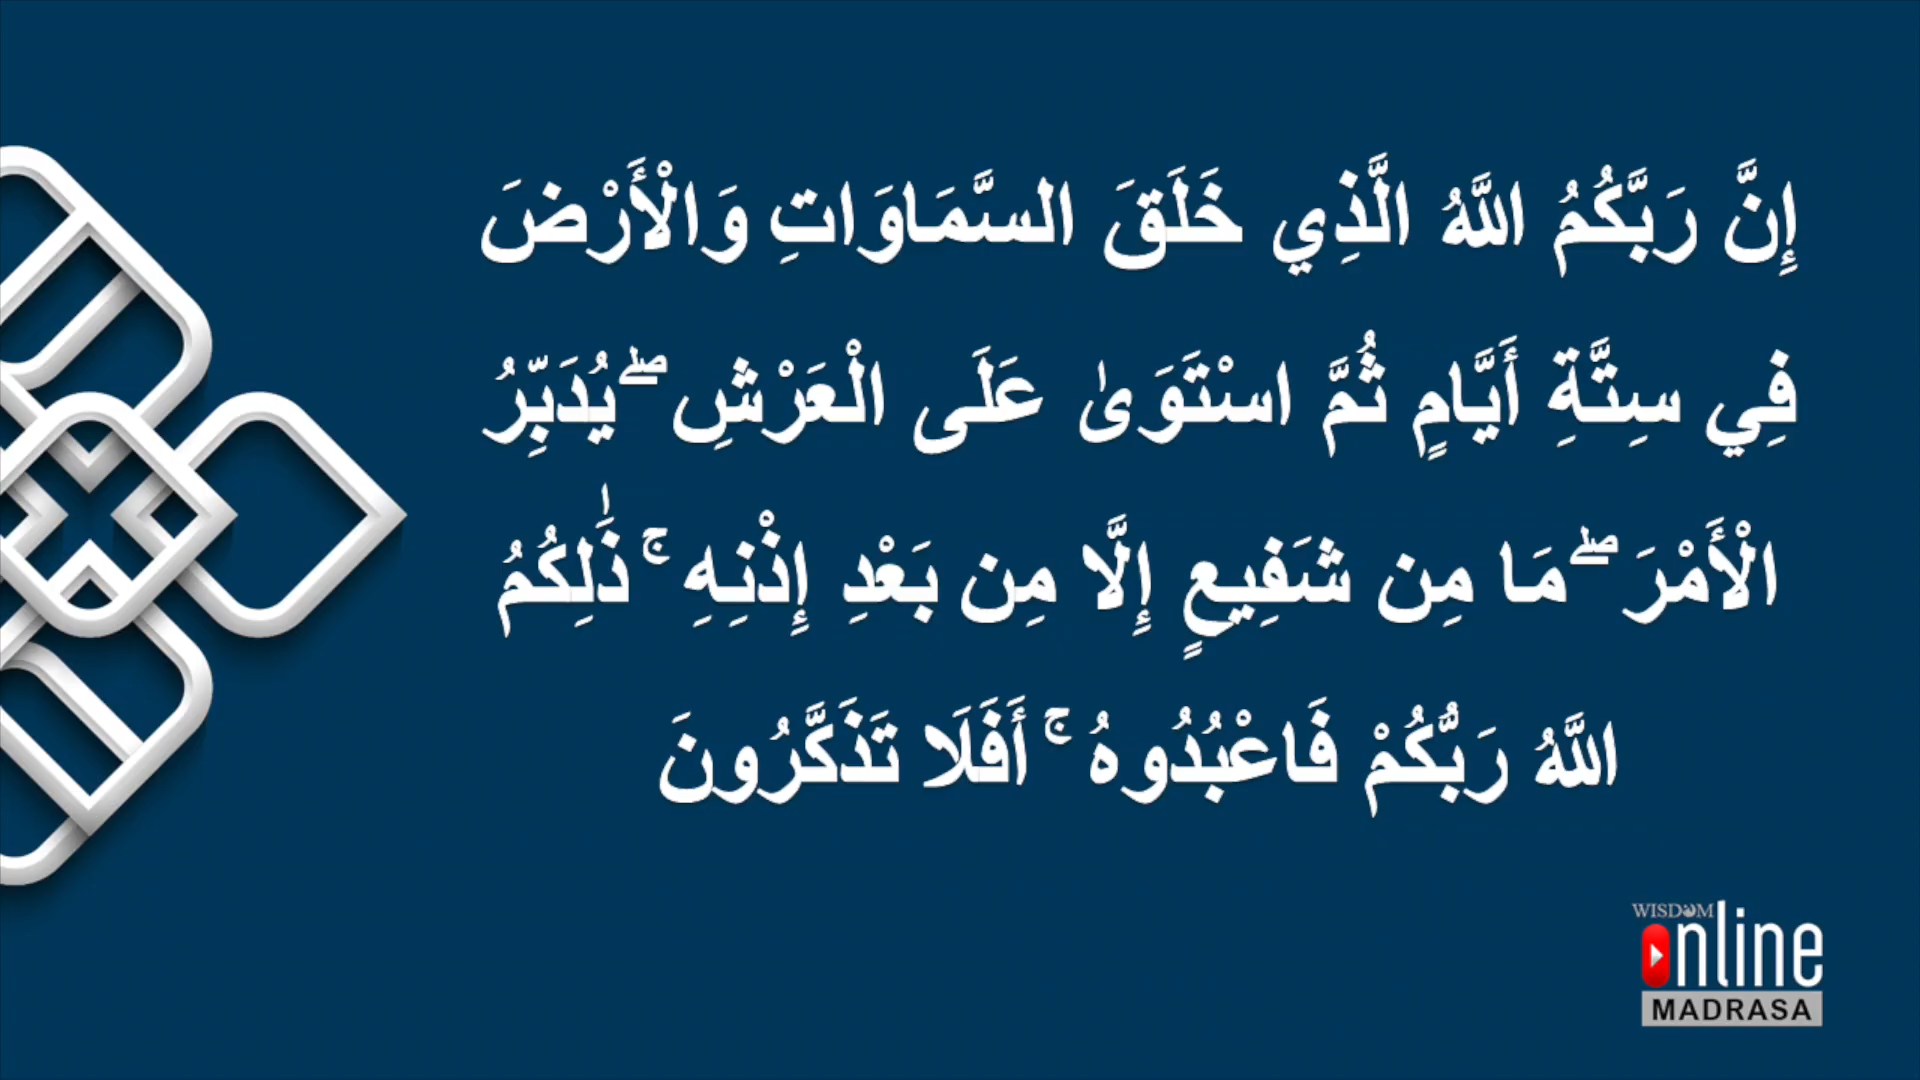 إِنَّ رَبَّكُمُ اللَّهُ الَّذِي خَلَقَ السَّمَاوَاتِ وَالْأَرْضَ
فِي سِتَّةِ أَيَّامٍ ثُمَّ اسْتَوَىٰ عَلَى الْعَرْشِ ۖ يُدَبِّرُ
الْأَمْرَ ۖ مَا مِن شَفِيعٍ إِلَّا مِن بَعْدِ إِذْنِهِ ۚ ذَٰلِكُمُ
اللَّهُ رَبُّكُمْ فَاعْبُدُوهُ ۚ أَفَلَا تَذَكَّرُونَ
WISDOM
online
MADRASA